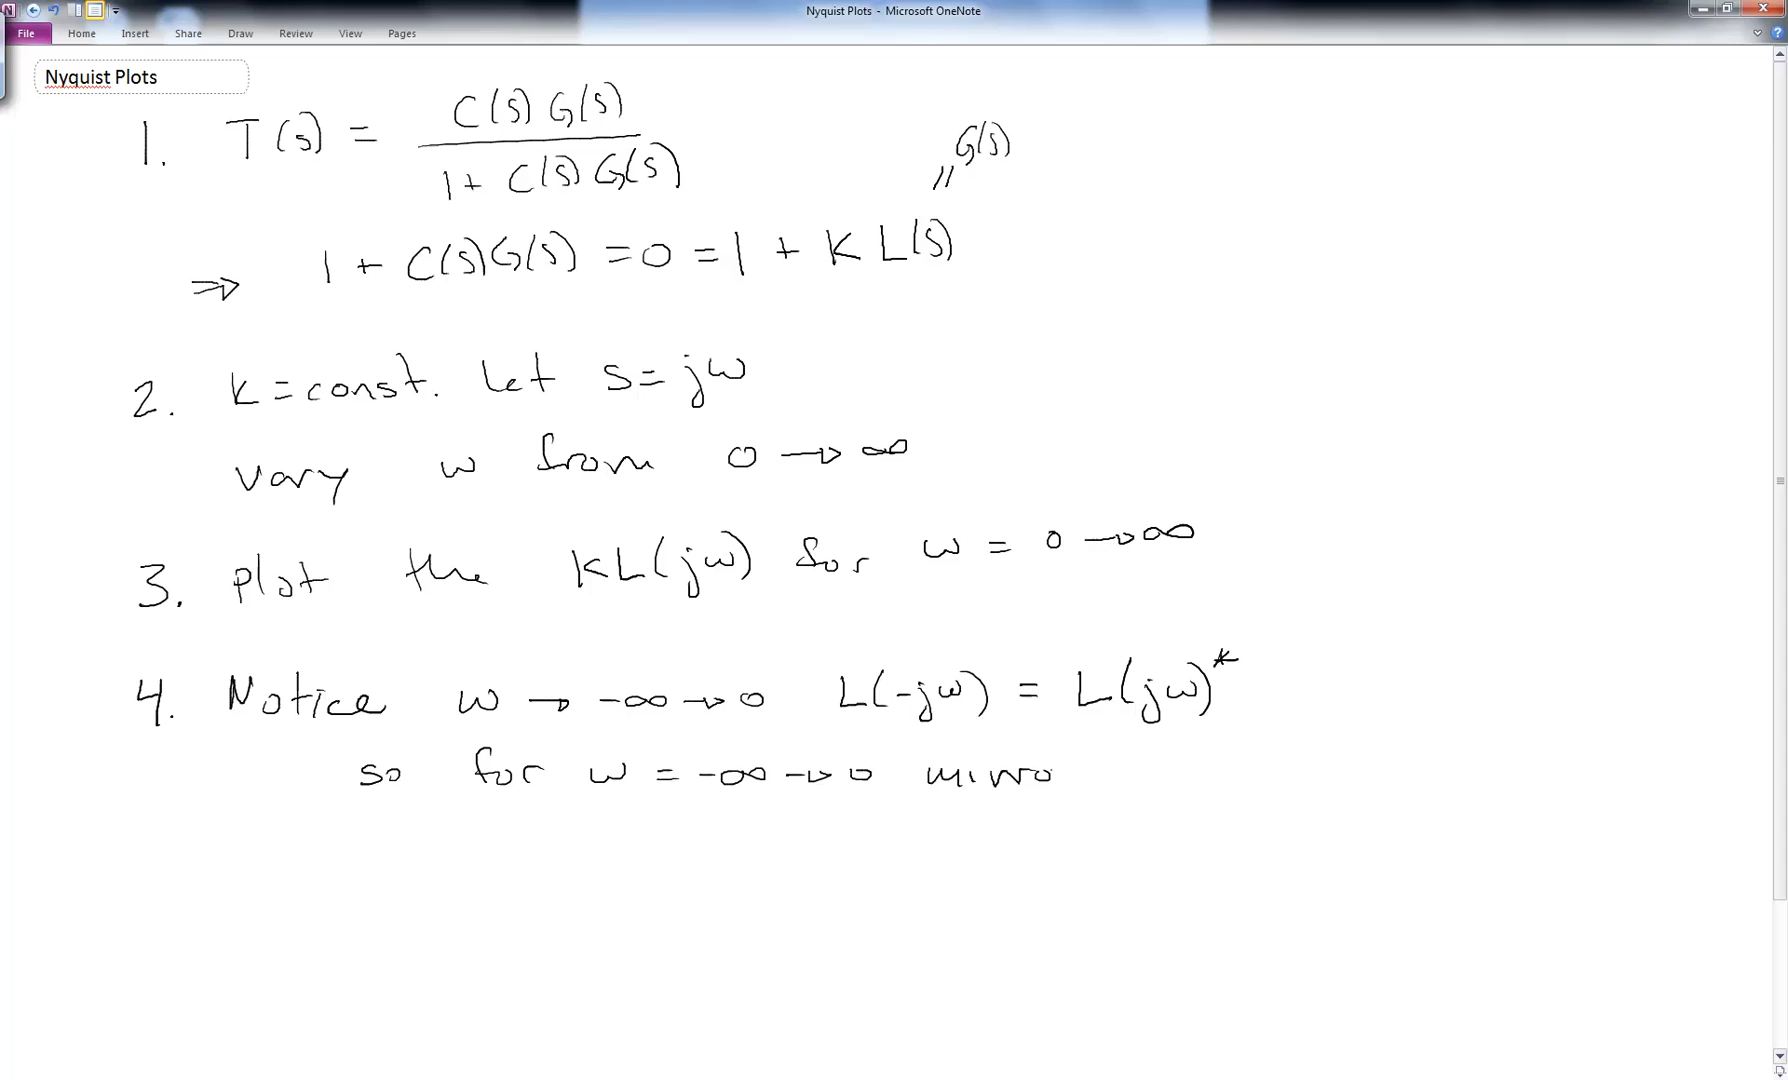 Nyquist Plots - Microsoft OneNote
File Home Insert Share Draw Review View Pages
Nyquist Plots
1. T(s) = C(s) G(s)
1 + C(s) G(s)
"G(s)
⇒ 1 + C(s)G(s) = 0 = 1 + K L(s)
2. k = const. Let s = jω
vary ω from 0 → ∞
3. plot the KL(jω) for ω = 0 → ∞
4. Notice ω → -∞ → 0 L(-jω) = L(jω)*
so for ω = -∞ → 0 mirro